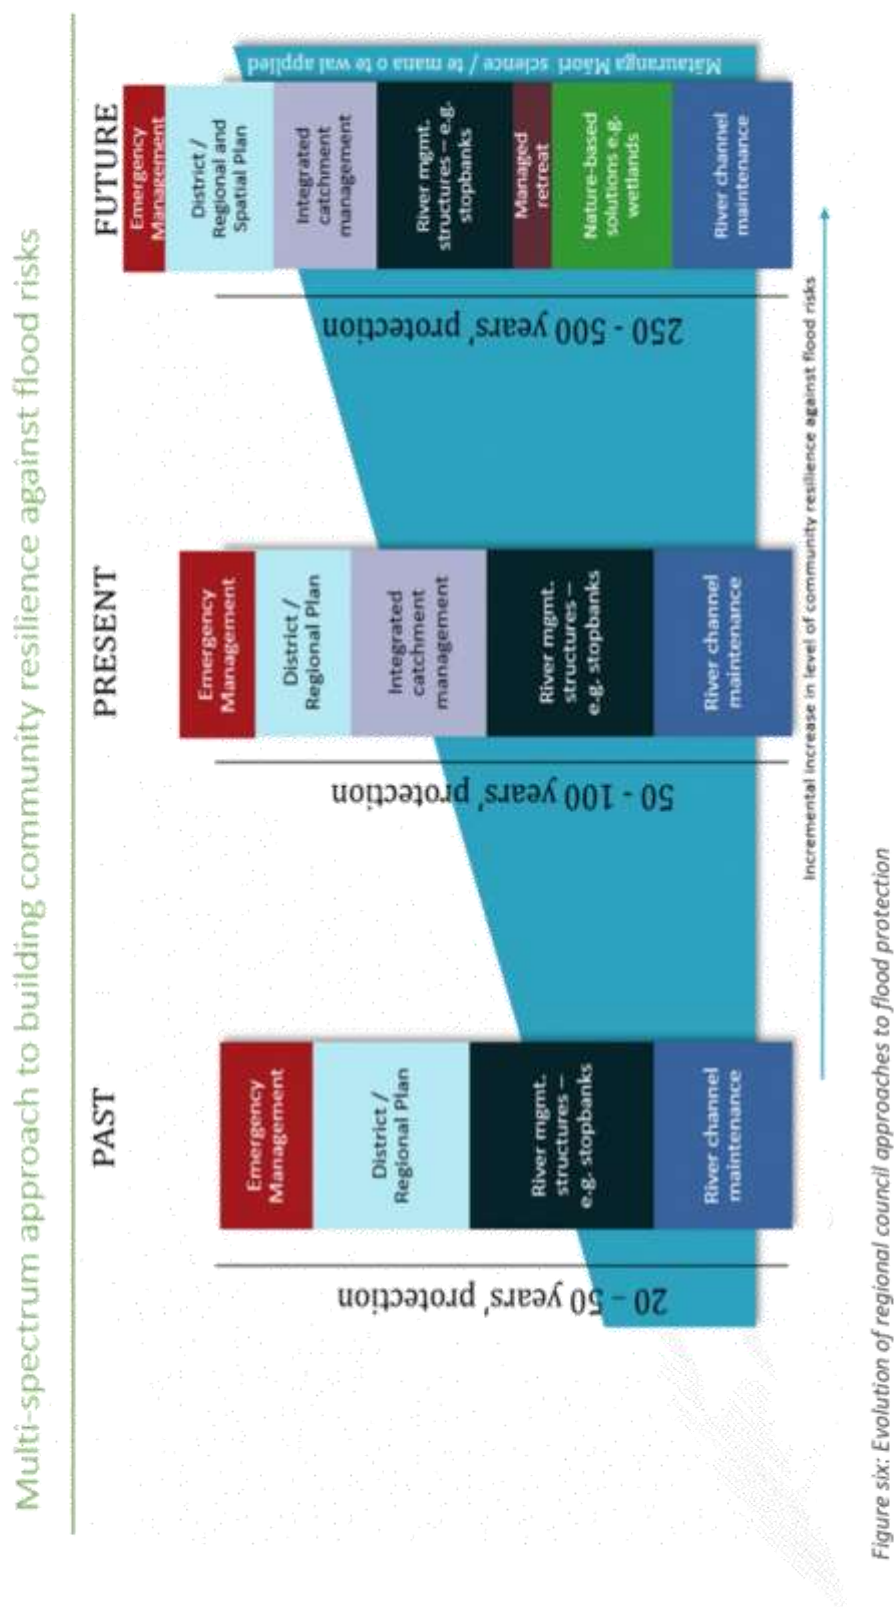 Multi-spectrum approach to building community resilience against flood risks
PAST
PRESENT
FUTURE
20 – 50 years' protection
Emergency
Management
District /
Regional Plan
River mgmt.
structures –
e.g. stopbanks
River channel
maintenance
50 - 100 years' protection
Emergency
Management
District /
Regional Plan
Integrated
catchment
management
River mgmt.
structures –
e.g. stopbanks
River channel
maintenance
250 - 500 years' protection
Emergency
Management
District /
Regional and
Spatial Plan
Integrated
catchment
management
River mgmt.
structures – e.g.
stopbanks
Managed
retreat
Nature-based
solutions e.g.
wetlands
River channel
maintenance
Mātauranga Māori science / te mana o te wai applied
Incremental increase in level of community resilience against flood risks
Figure six: Evolution of regional council approaches to flood protection